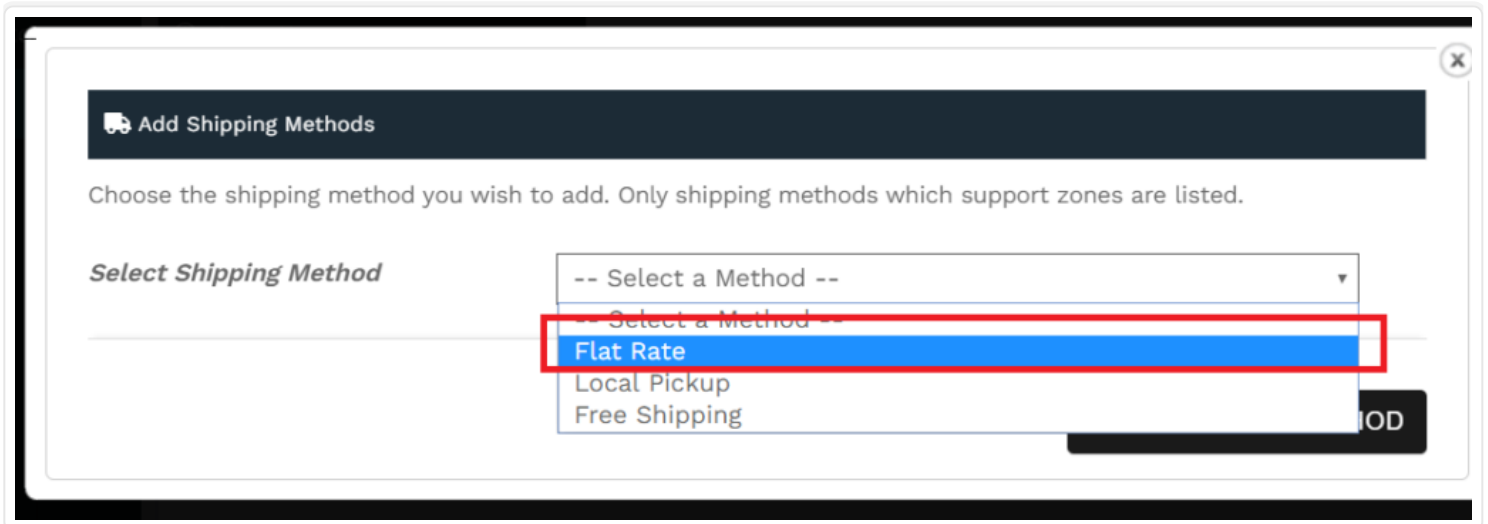 Add Shipping Methods
Choose the shipping method you wish to add. Only shipping methods which support zones are listed.
Select Shipping Method
-- Select a Method --
-- Select a Method --
Flat Rate
Local Pickup
Free Shipping